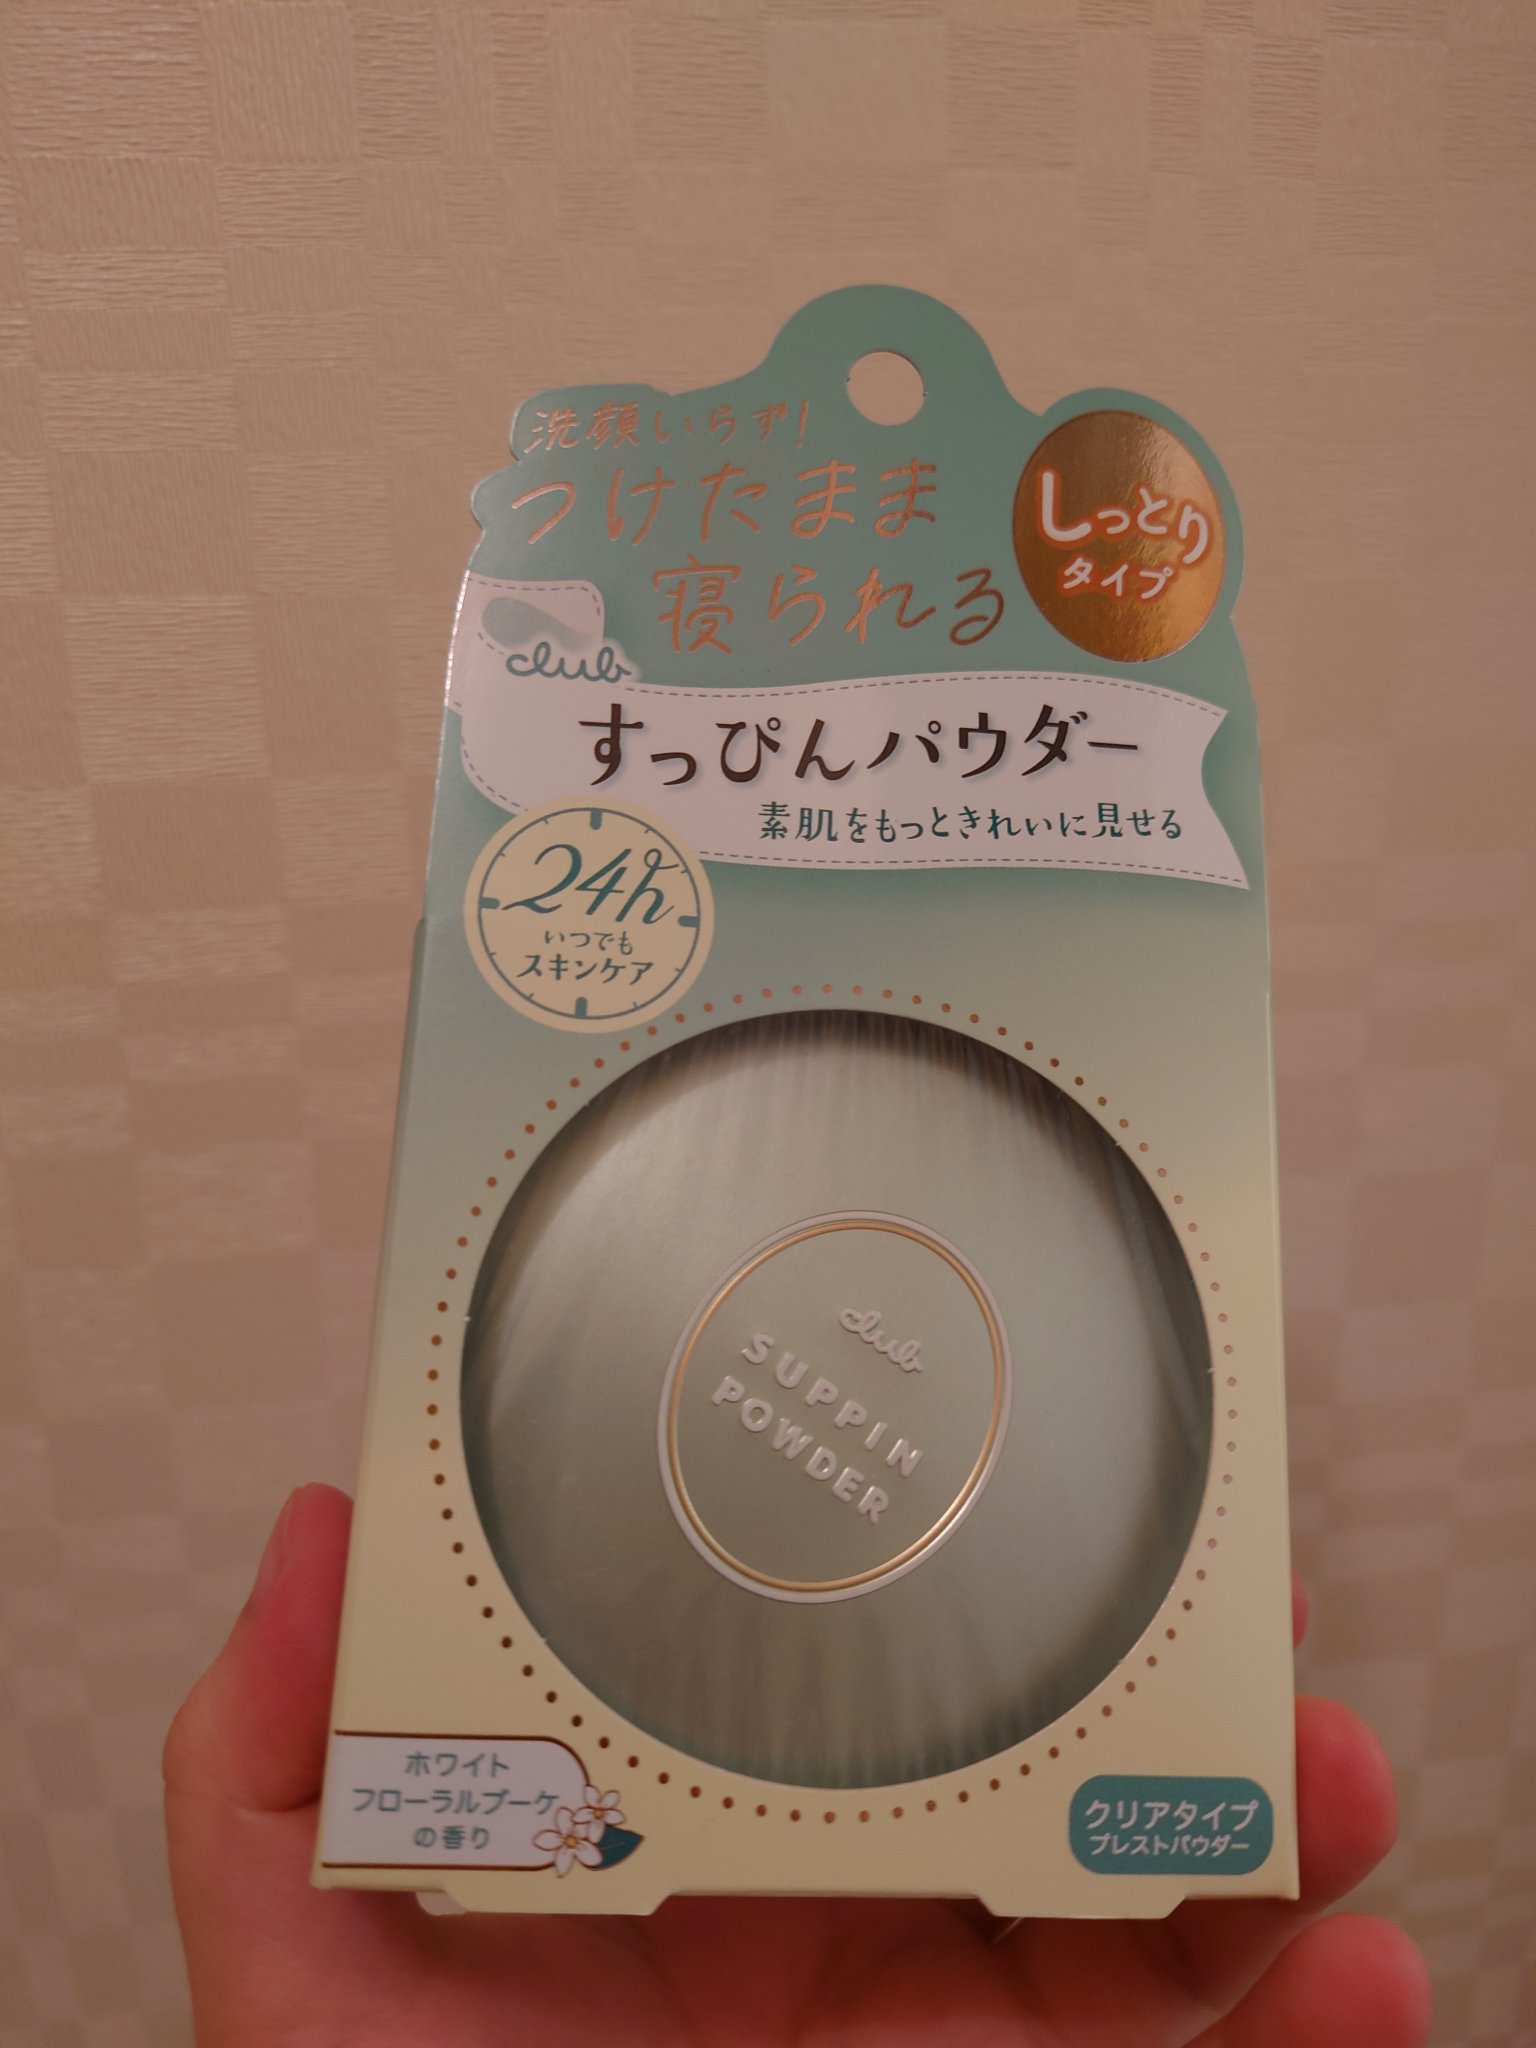 洗顔いらず!
つけたまま
寝られる
しっとり
タイプ
club
すっぴんパウダー
素肌をもっときれいに見せる
24h
いつでも
スキンケア
club
SUPPIN
POWDER
ホワイト
フローラルブーケ
の香り
クリアタイプ
プレストパウダー